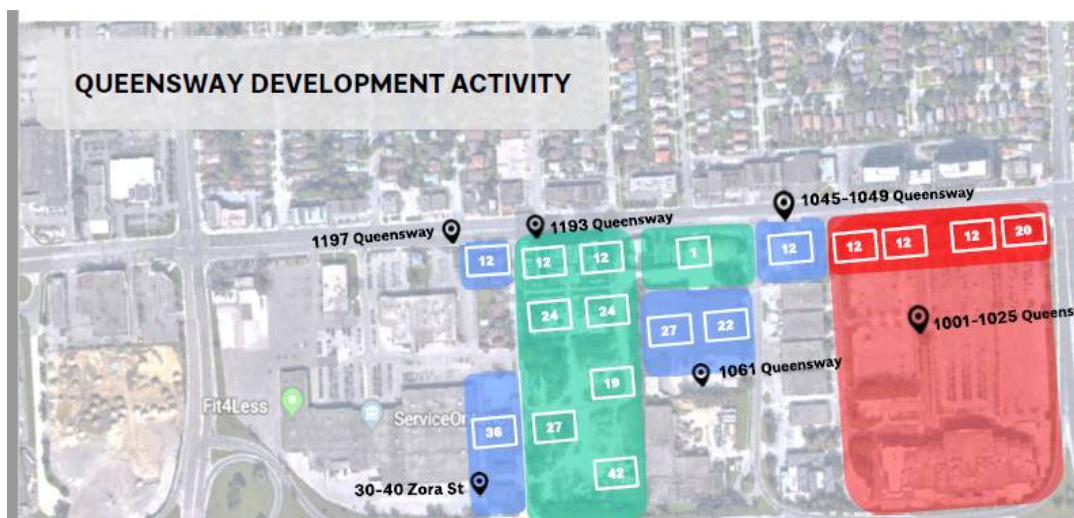 QUEENSWAY DEVELOPMENT ACTIVITY
1045-1049 Queensway
1197 Queensway
1193 Queensway
12
12
12
1
12
12
12
12
20
24
24
27
22
1001-1025 Queens
1061 Queensway
19
Fit4Less
ServiceOn
36
27
42
30-40 Zora St